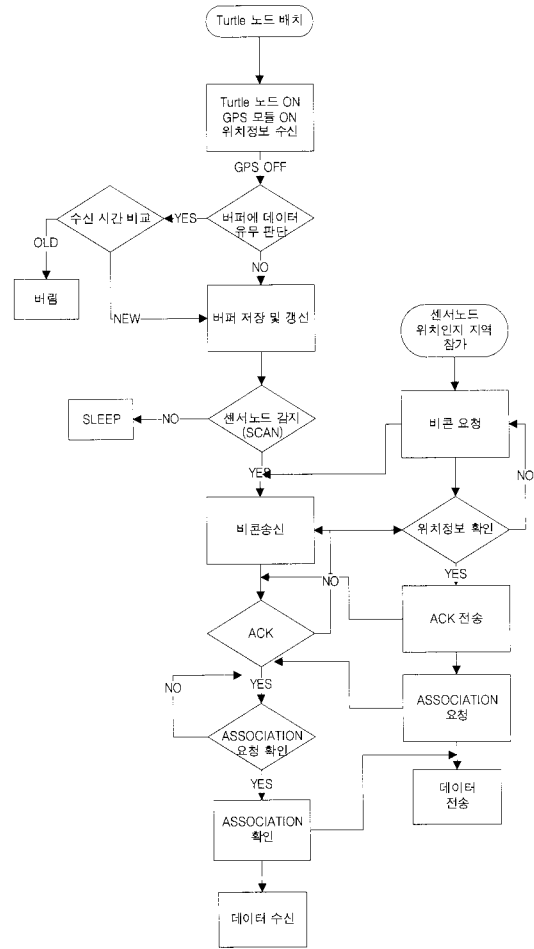 Turtle 노드 배치
Turtle 노드 ON
GPS 모듈 ON
위치정보 수신
GPS OFF
수신 시간 비교
YES
버퍼에 데이터
유무 판단
OLD
NO
버림
NEW
버퍼 저장 및 갱신
센서노드
위치인지 지역
참가
SLEEP
NO
센서노드 감지
(SCAN)
비콘 요청
YES
NO
비콘송신
위치정보 확인
NO
YES
ACK
ACK 전송
NO
YES
ASSOCIATION
요청
ASSOCIATION
요청 확인
YES
데이터
전송
ASSOCIATION
확인
데이터 수신